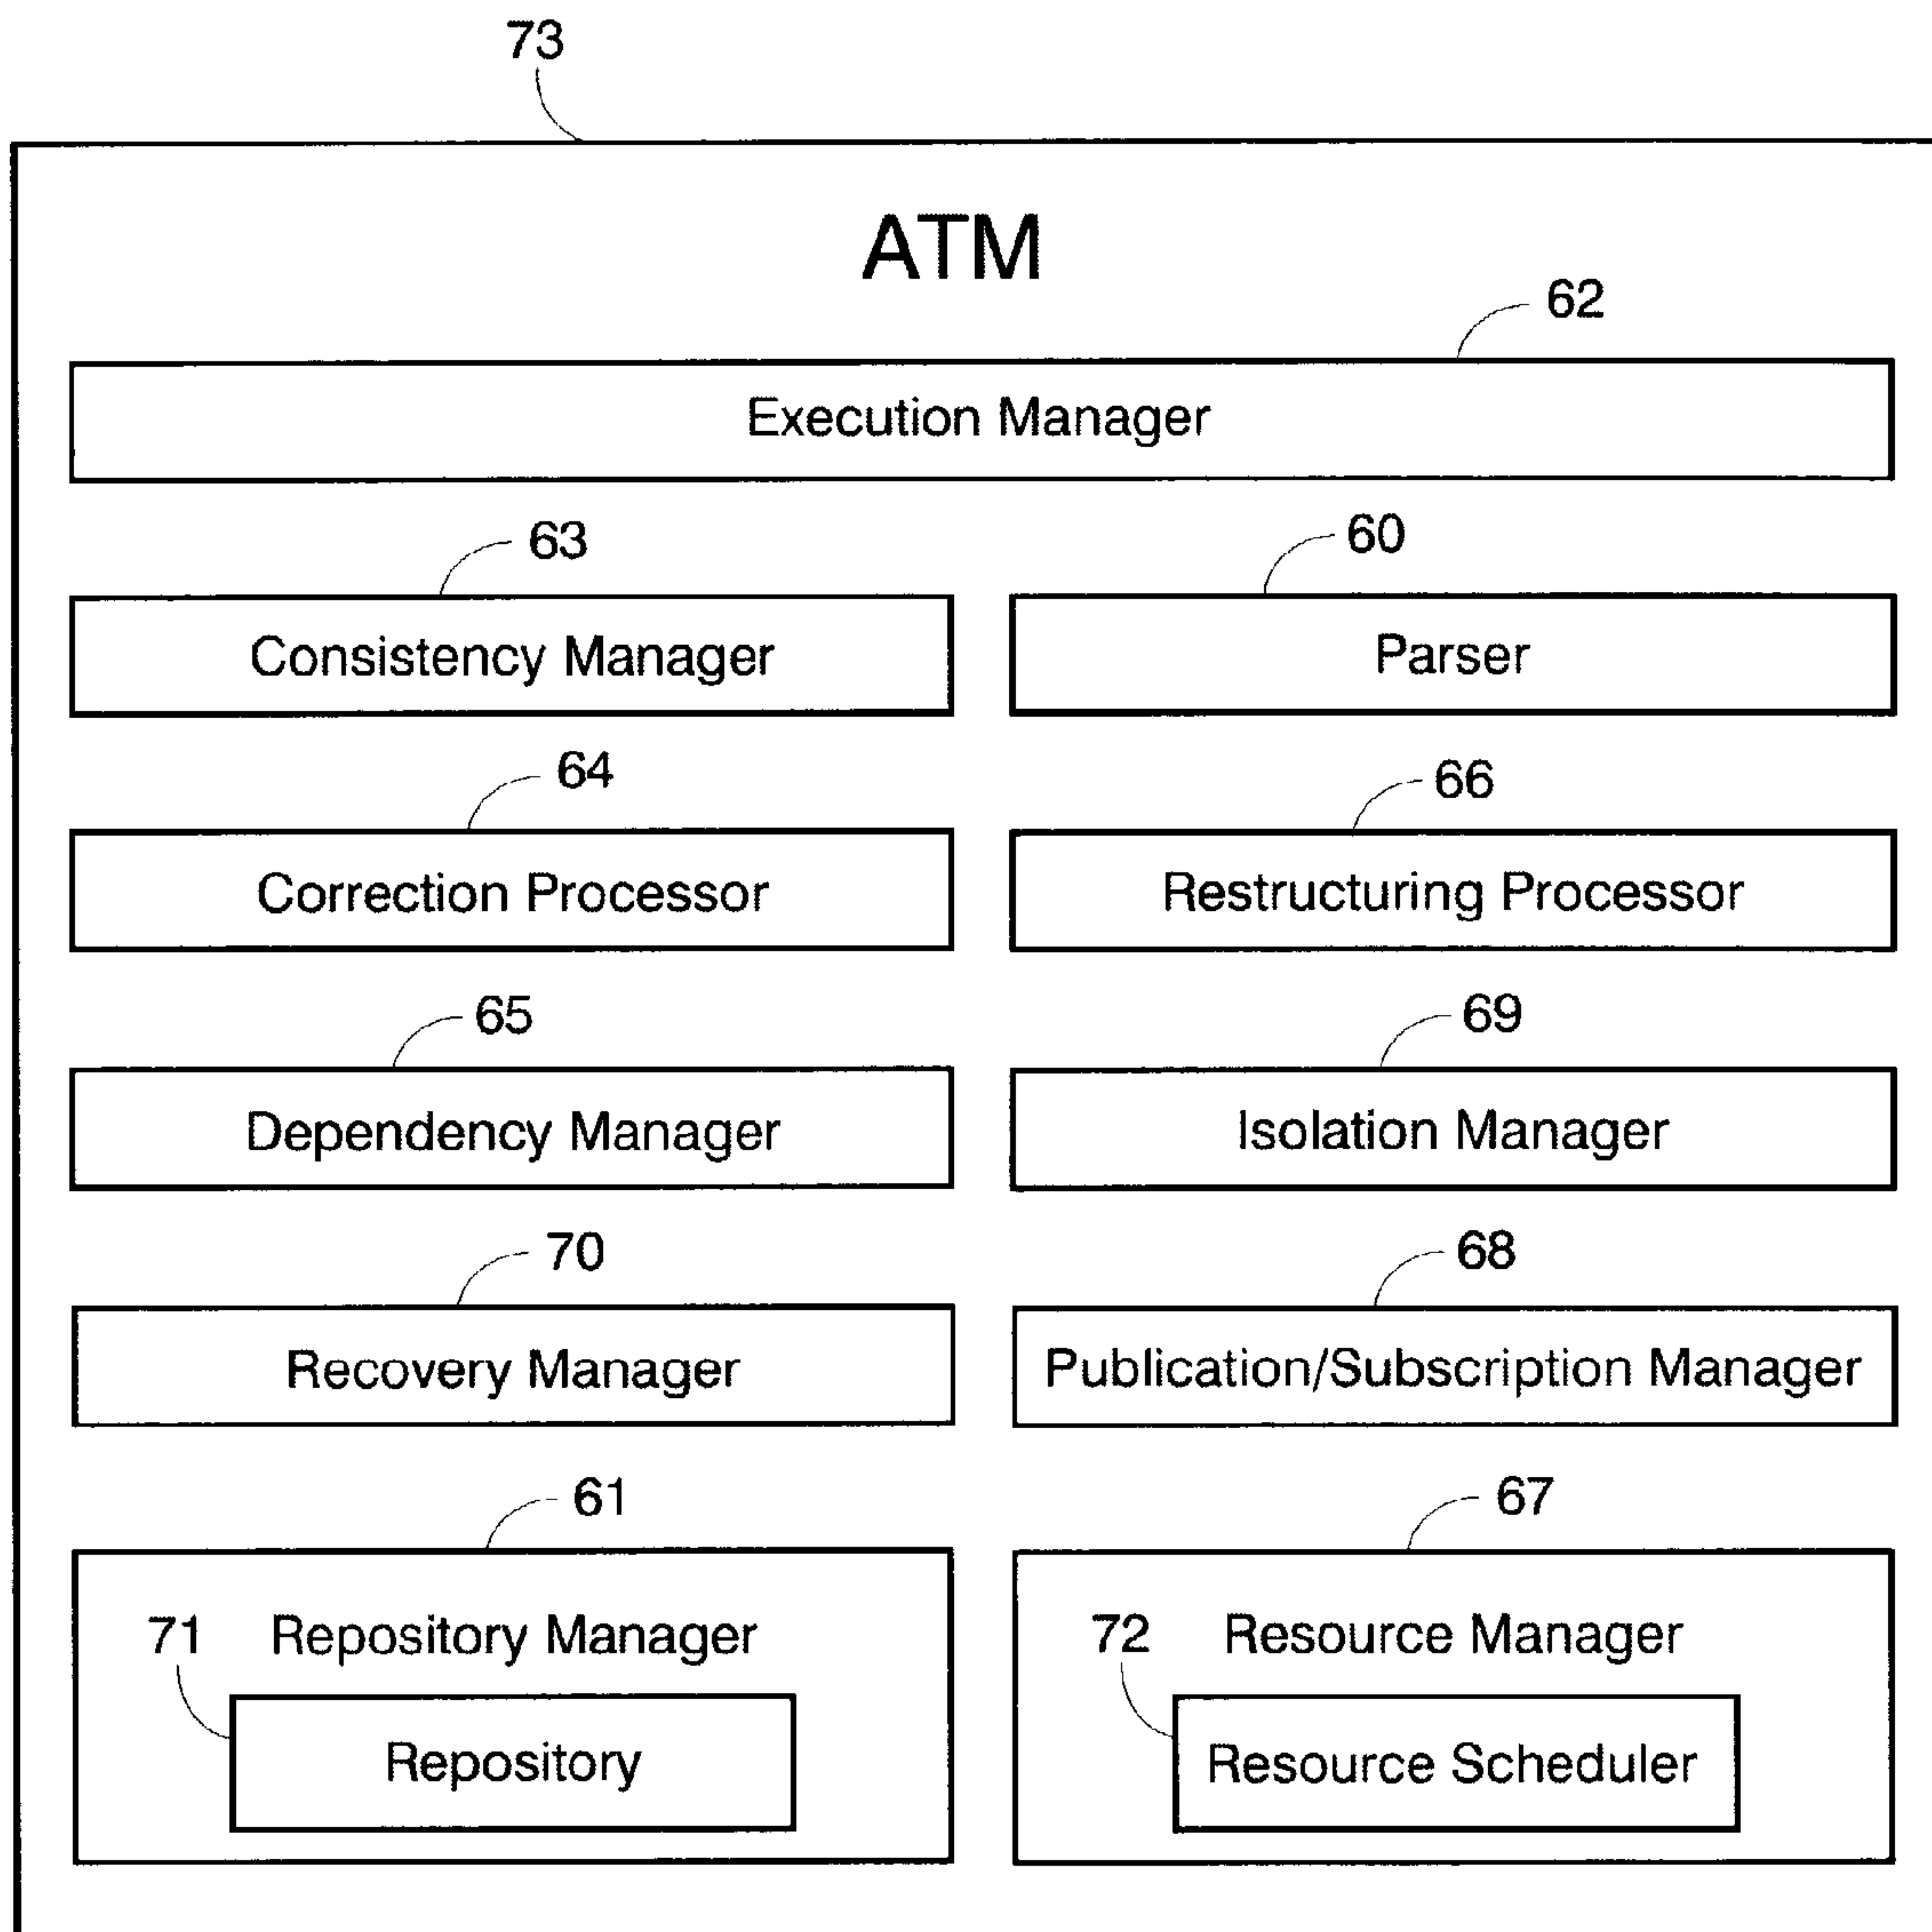 73
ATM
62
Execution Manager
63
60
Consistency Manager
Parser
64
66
Correction Processor
Restructuring Processor
65
69
Dependency Manager
Isolation Manager
70
68
Recovery Manager
Publication/Subscription Manager
61
67
71
Repository Manager
72
Resource Manager
Repository
Resource Scheduler